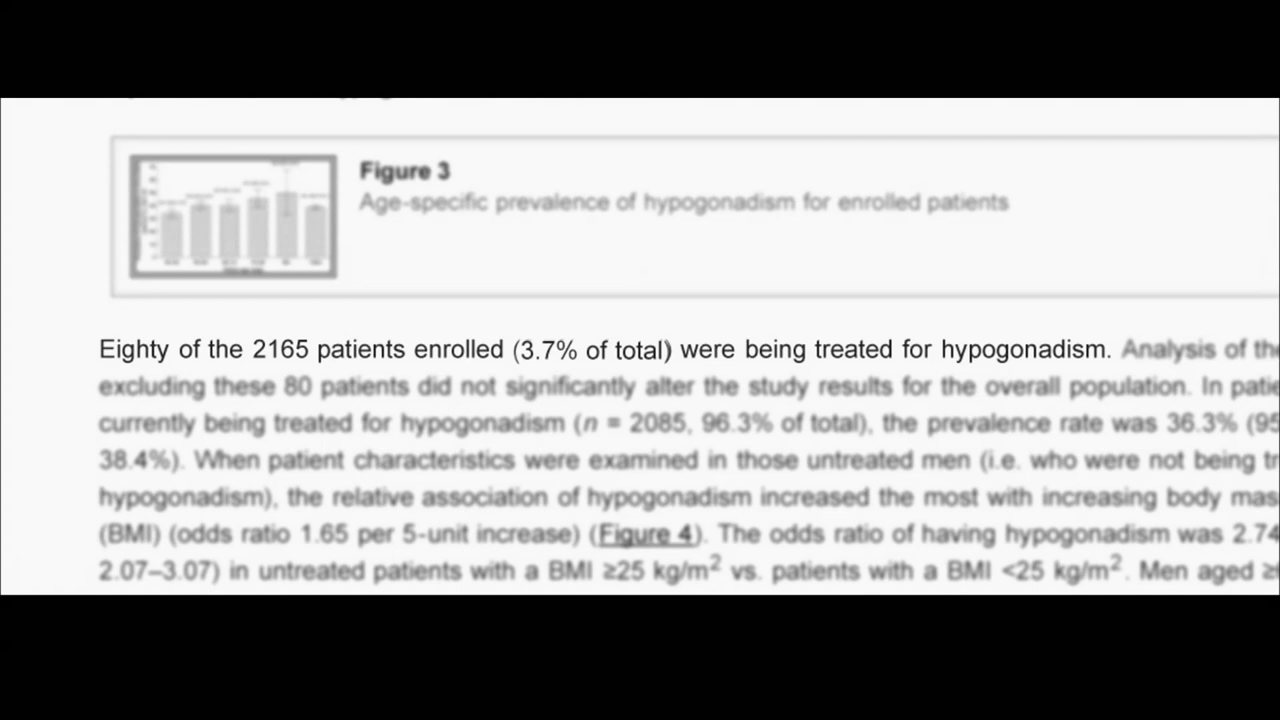 Figure 3
Age-specific prevalence of hypogonadism for enrolled patients
Eighty of the 2165 patients enrolled (3.7% of total) were being treated for hypogonadism. Analysis of
excluding these 80 patients did not significantly alter the study results for the overall population. In
currently being treated for hypogonadism (n = 2085, 96.3% of total), the prevalence rate was 36.3% (95
38.4%). When patient characteristics were examined in those untreated men (i.e. who were not being
hypogonadism), the relative association of hypogonadism increased the most with increasing body
(BMI) (odds ratio 1.65 per 5-unit increase) (Figure 4). The odds ratio of having hypogonadism was 2.74
2.07–3.07) in untreated patients with a BMI ≥25 kg/m² vs. patients with a BMI <25 kg/m². Men aged